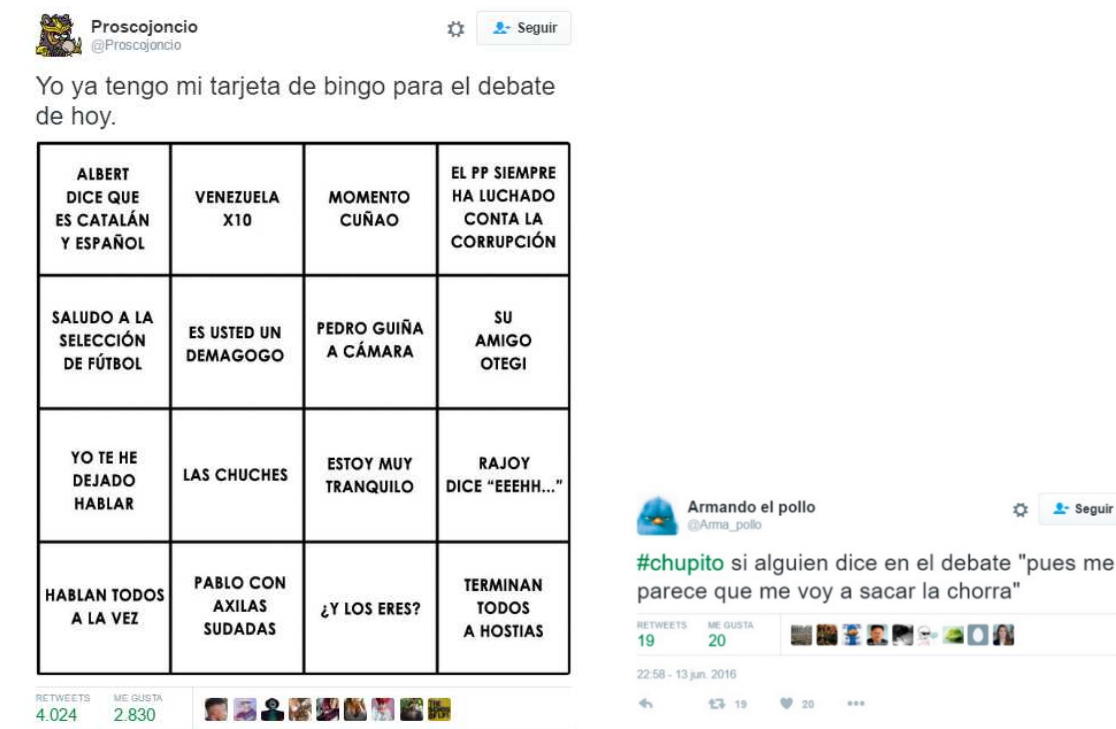 Proscojoncio
@Proscojoncio
Seguir
Yo ya tengo mi tarjeta de bingo para el debate
de hoy.
ALBERT
DICE QUE
ES CATALÁN
Y ESPAÑOL
VENEZUELA
X10
MOMENTO
CUÑAO
EL PP SIEMPRE
HA LUCHADO
CONTA LA
CORRUPCIÓN
SALUDO A LA
SELECCIÓN
DE FÚTBOL
ES USTED UN
DEMAGOGO
PEDRO GUIÑA
A CÁMARA
SU
AMIGO
OTEGI
YO TE HE
DEJADO
HABLAR
LAS CHUCHES
ESTOY MUY
TRANQUILO
RAJOY
DICE “EEEHH...”
HABLAN TODOS
A LA VEZ
PABLO CON
AXILAS
SUDADAS
¿Y LOS ERES?
TERMINAN
TODOS
A HOSTIAS
RETWEETS ME GUSTA
4.024 2.830
Armando el pollo
@Arma_pollo
Seguir
#chupito si alguien dice en el debate "pues me
parece que me voy a sacar la chorra"
RETWEETS ME GUSTA
19 20
22:58 - 13 jun. 2016
19 20